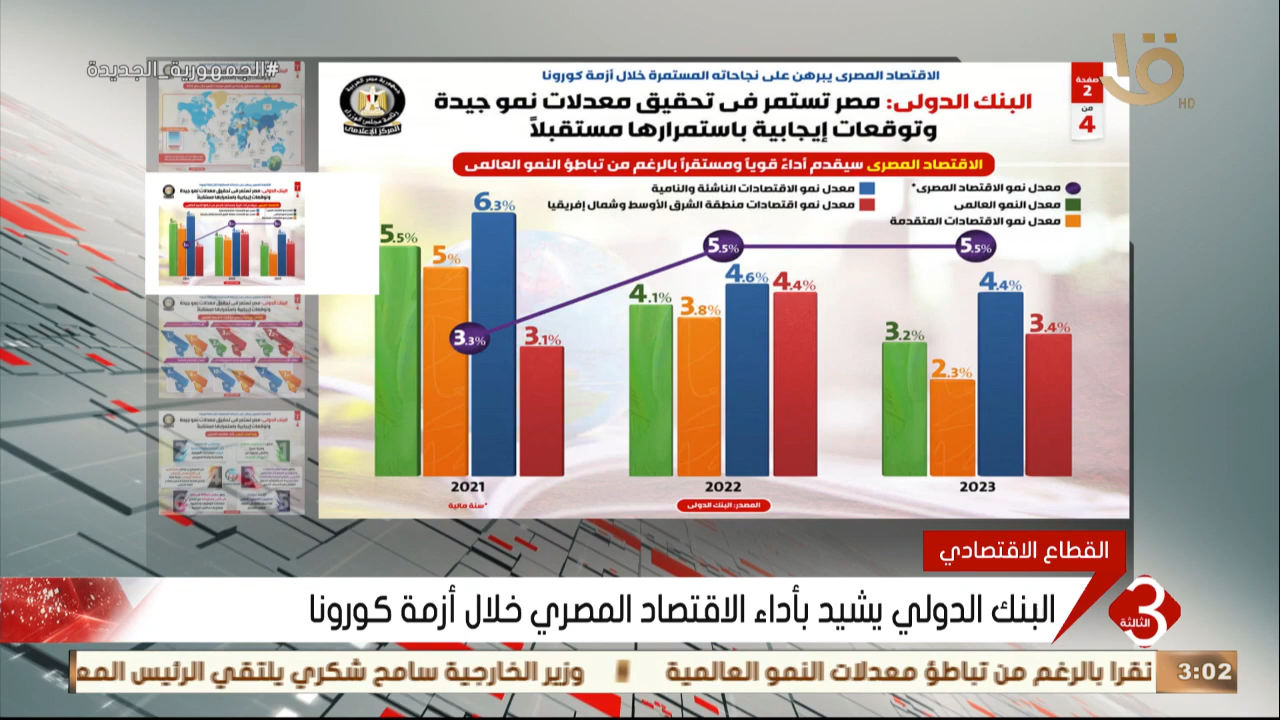 #الجمهورية_الجديدة
HD
صفحة
2
من
4
الاقتصاد المصرى يبرهن على نجاحاته المستمرة خلال أزمة كورونا
البنك الدولى: مصر تستمر فى تحقيق معدلات نمو جيدة
وتوقعات إيجابية باستمرارها مستقبلاً
الاقتصاد المصرى سيقدم أداءً قوياً ومستقراً بالرغم من تباطؤ النمو العالمى
معدل نمو الاقتصاد المصرى*
معدل النمو العالمى
معدل نمو الاقتصادات المتقدمة
معدل نمو الاقتصادات الناشئة والنامية
معدل نمو اقتصادات منطقة الشرق الأوسط وشمال إفريقيا
5.5% 5% 6.3% 3.1%
3.3%
4.1% 3.8% 4.6% 4.4%
5.5%
3.2% 2.3% 4.4% 3.4%
5.5%
2021 2022 2023
*سنة مالية
المصدر: البنك الدولى
القطاع الاقتصادي
البنك الدولي يشيد بأداء الاقتصاد المصري خلال أزمة كورونا
3
الثالثة
نقرا بالرغم من تباطؤ معدلات النمو العالمية
وزير الخارجية سامح شكري يلتقي الرئيس المع
3:02